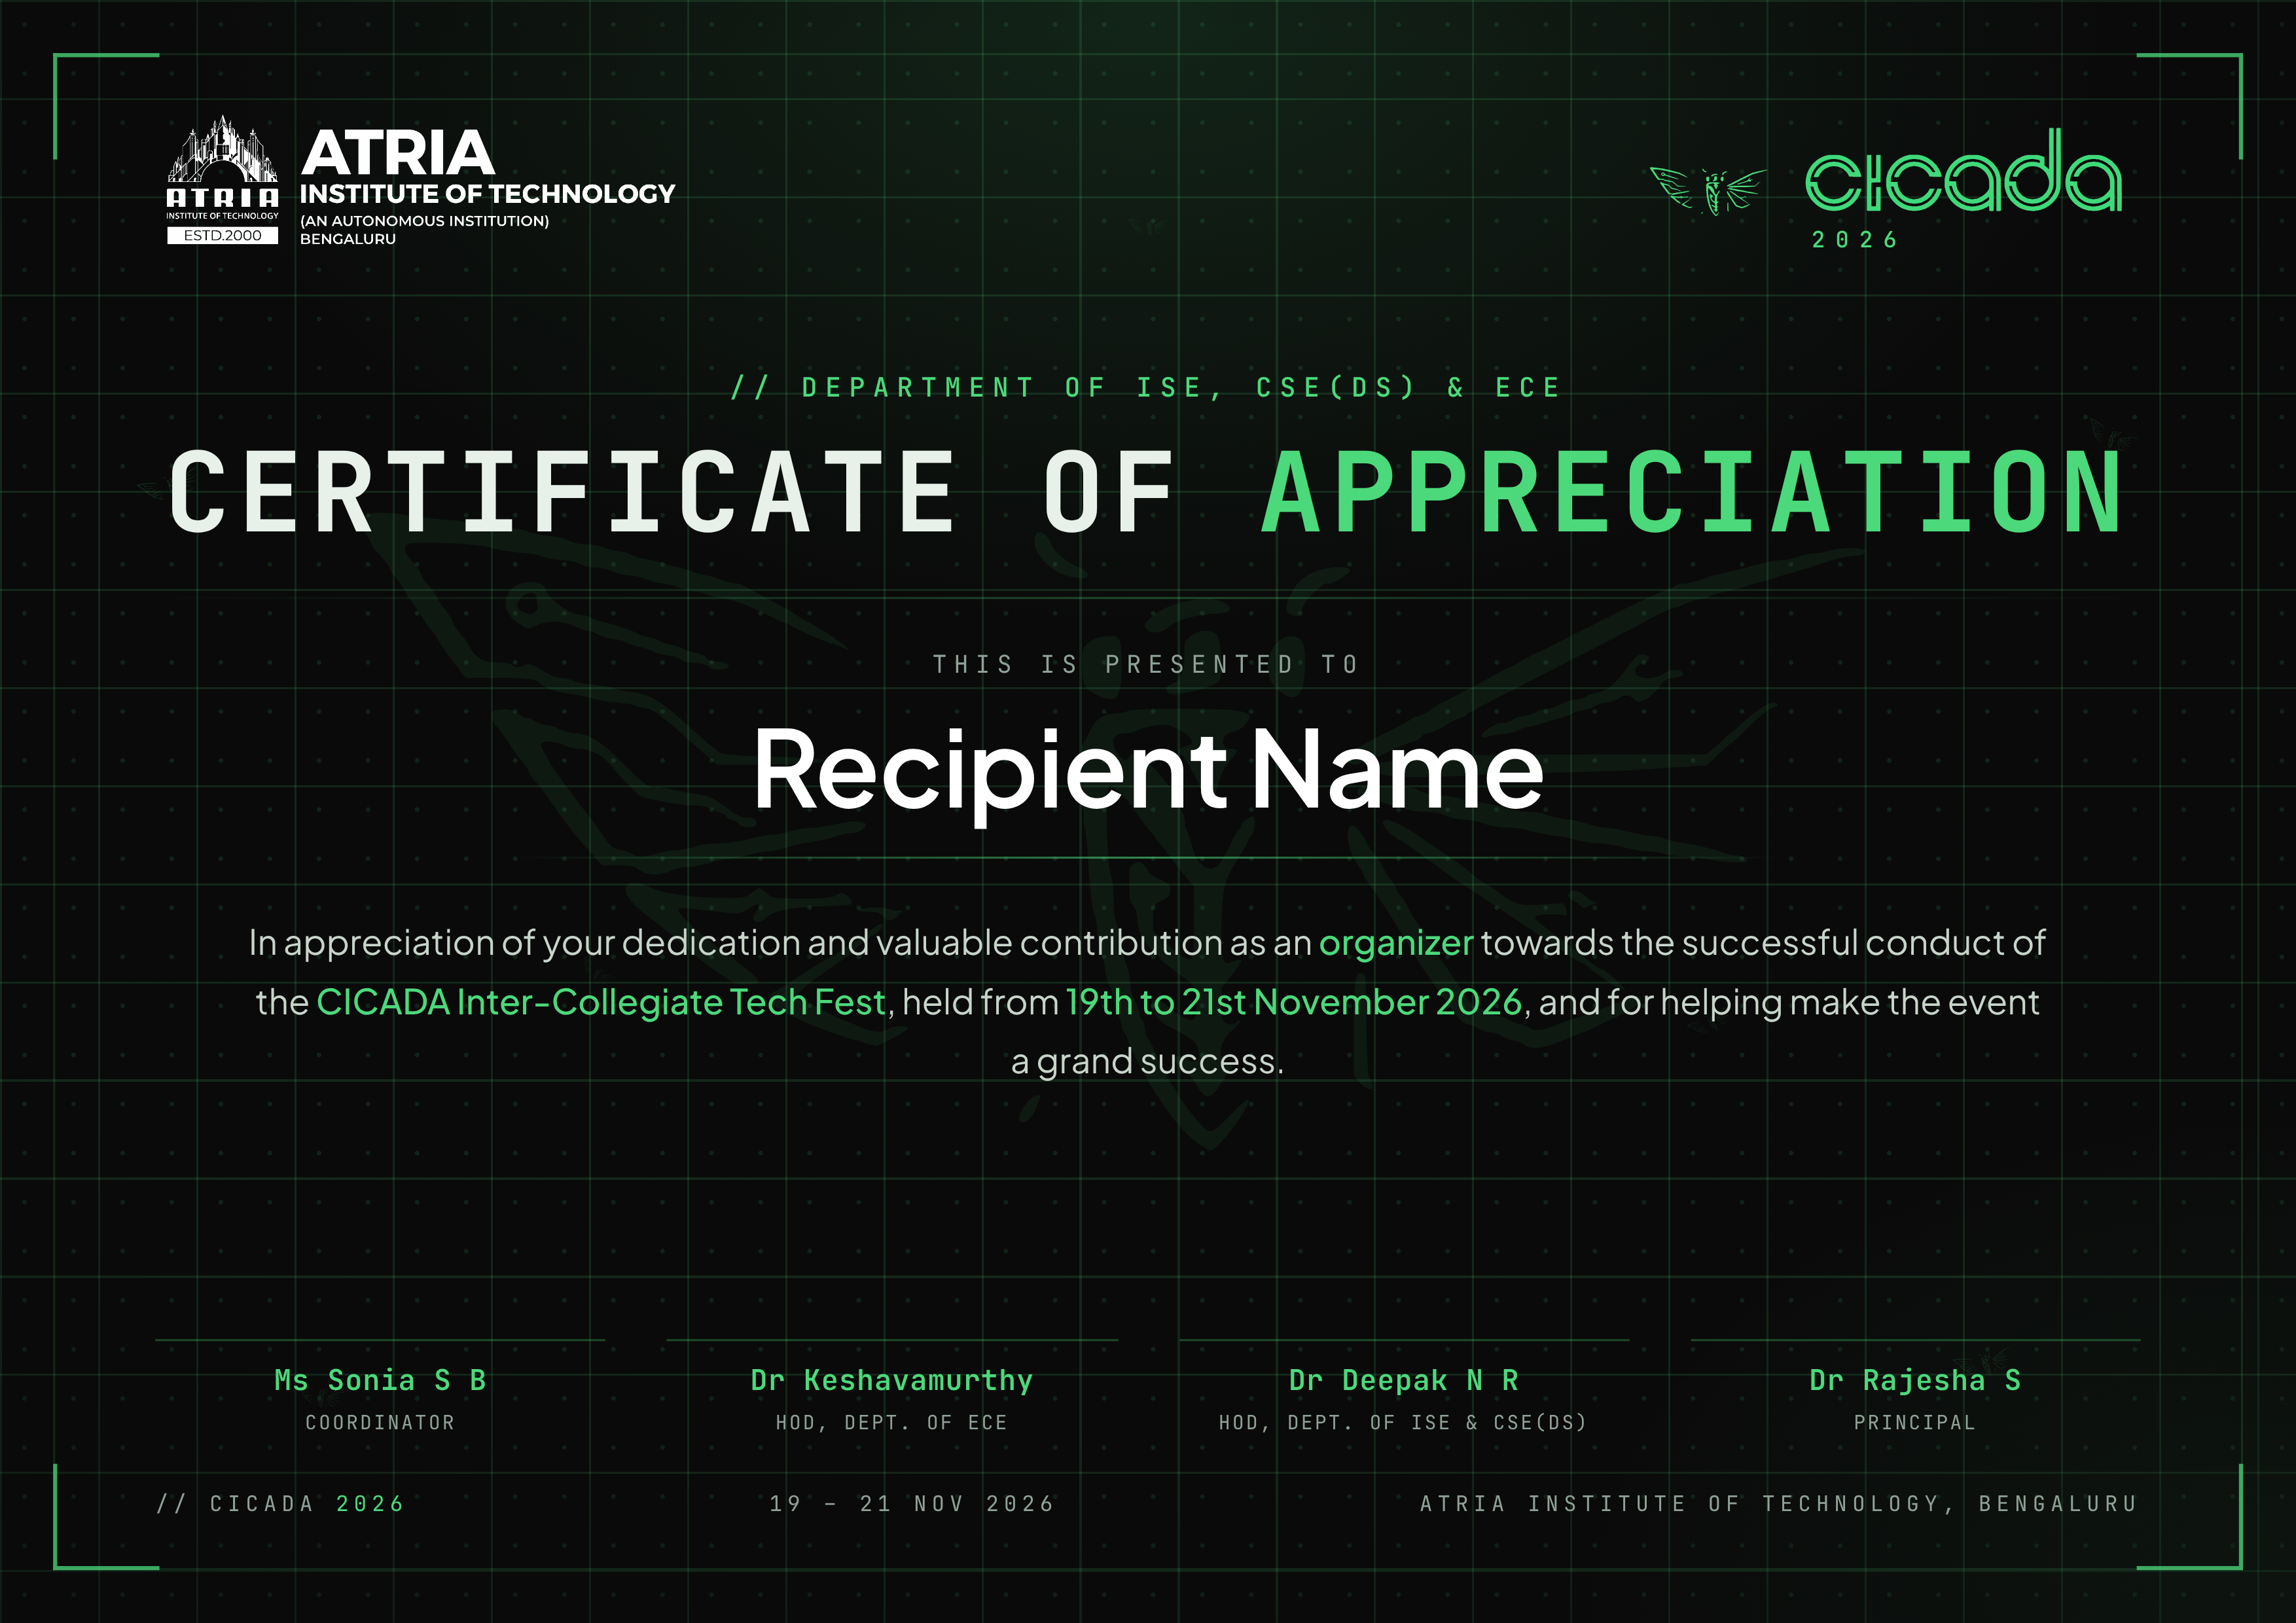 ATRIA
INSTITUTE OF TECHNOLOGY
ESTD.2000
ATRIA
INSTITUTE OF TECHNOLOGY
(AN AUTONOMOUS INSTITUTION)
BENGALURU
cicada
2026
// DEPARTMENT OF ISE, CSE(DS) & ECE
CERTIFICATE OF APPRECIATION
THIS IS PRESENTED TO
Recipient Name
In appreciation of your dedication and valuable contribution as an organizer towards the successful conduct of
the CICADA Inter-Collegiate Tech Fest, held from 19th to 21st November 2026, and for helping make the event
a grand success.
Ms Sonia S B
COORDINATOR
Dr Keshavamurthy
HOD, DEPT. OF ECE
Dr Deepak N R
HOD, DEPT. OF ISE & CSE(DS)
Dr Rajesha S
PRINCIPAL
// CICADA 2026
19 - 21 NOV 2026
ATRIA INSTITUTE OF TECHNOLOGY, BENGALURU